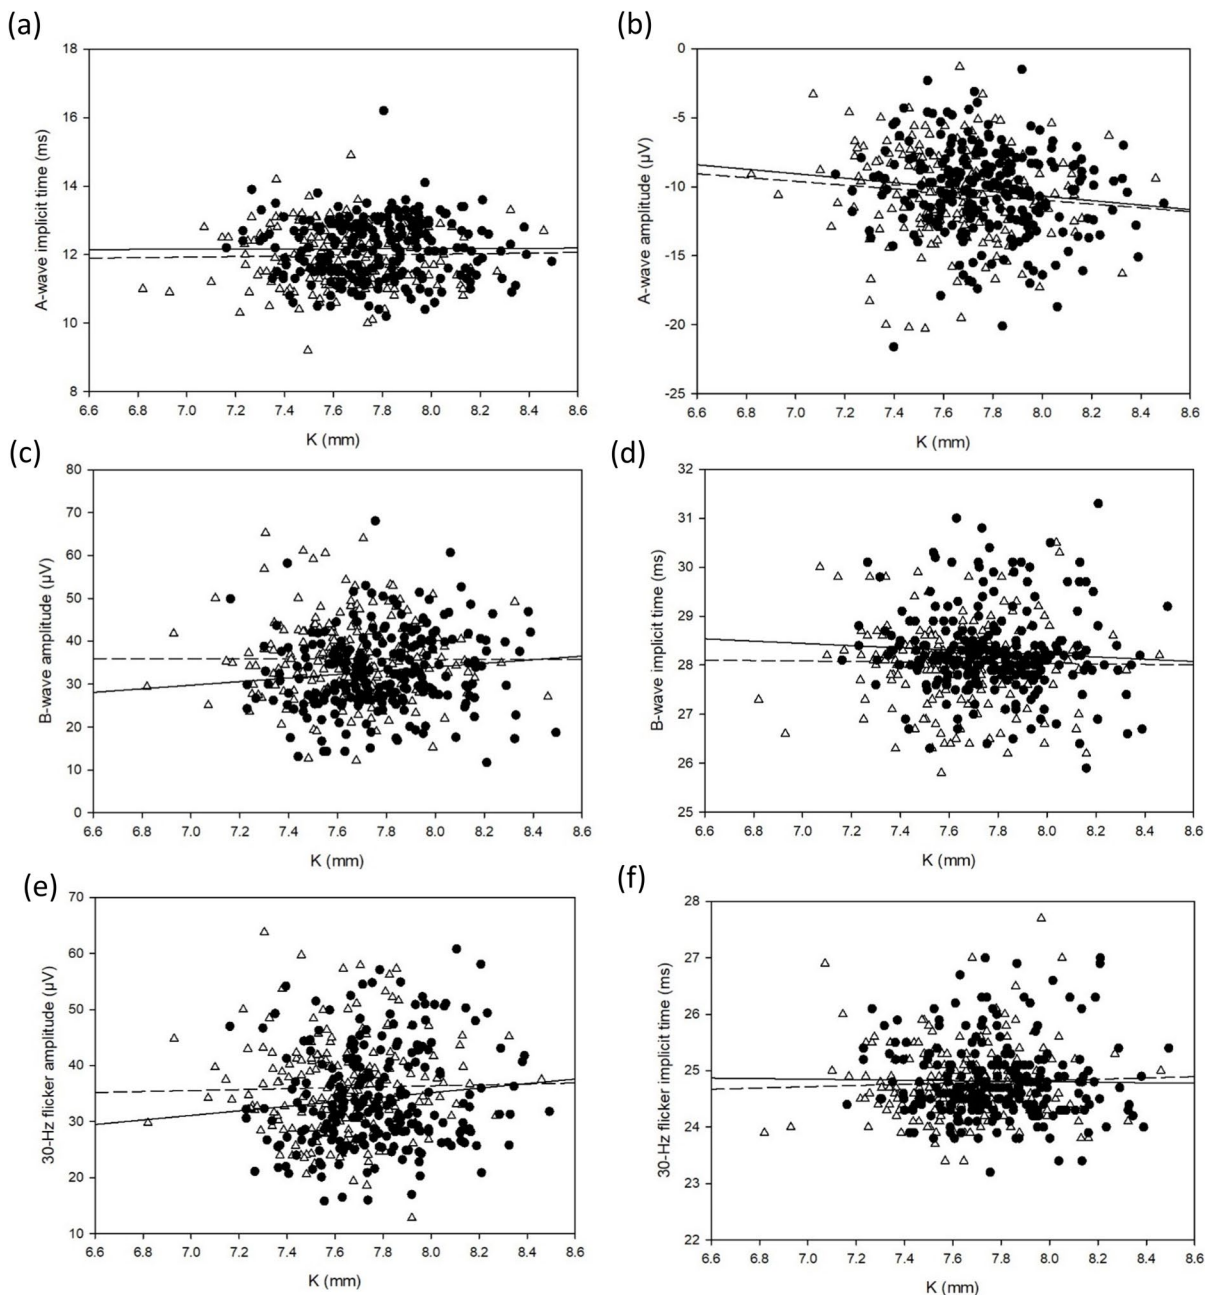 (a)
18
16
14
12
10
8
A-wave implicit time (ms)
6.6 6.8 7.0 7.2 7.4 7.6 7.8 8.0 8.2 8.4 8.6
K (mm)
(b)
0
-5
-10
-15
-20
-25
A-wave amplitude (µV)
6.6 6.8 7.0 7.2 7.4 7.6 7.8 8.0 8.2 8.4 8.6
K (mm)
(c)
80
70
60
50
40
30
20
10
0
B-wave amplitude (µV)
6.6 6.8 7.0 7.2 7.4 7.6 7.8 8.0 8.2 8.4 8.6
K (mm)
(d)
32
31
30
29
28
27
26
25
B-wave implicit time (ms)
6.6 6.8 7.0 7.2 7.4 7.6 7.8 8.0 8.2 8.4 8.6
K (mm)
(e)
70
60
50
40
30
20
10
30-Hz flicker amplitude (µV)
6.6 6.8 7.0 7.2 7.4 7.6 7.8 8.0 8.2 8.4 8.6
K (mm)
(f)
28
27
26
25
24
23
22
30-Hz flicker implicit time (ms)
6.6 6.8 7.0 7.2 7.4 7.6 7.8 8.0 8.2 8.4 8.6
K (mm)